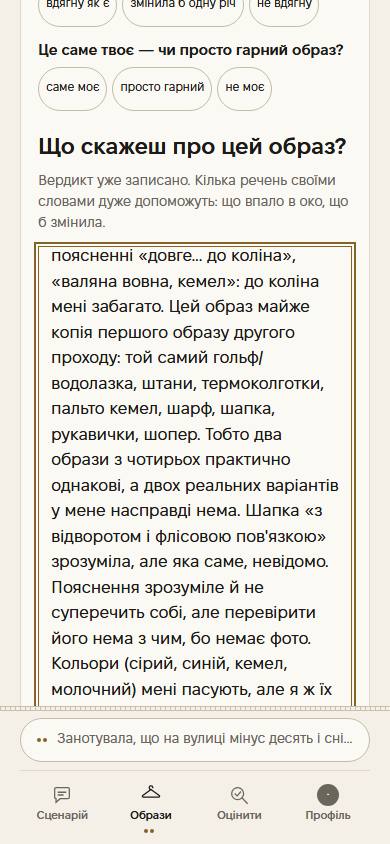 вдягну як є
змінила б одну річ
не вдягну
Це саме твоє — чи просто гарний образ?
саме моє
просто гарний
не моє
Що скажеш про цей образ?
Вердикт уже записано. Кілька речень своїми
словами дуже допоможуть: що впало в око, що
б змінила.
поясненні «довге... до коліна»,
«валяна вовна, кемел»: до коліна
мені забагато. Цей образ майже
копія першого образу другого
проходу: той самий гольф/
водолазка, штани, термоколготки,
пальто кемел, шарф, шапка,
рукавички, шопер. Тобто два
образи з чотирьох практично
однакові, а двох реальних варіантів
у мене насправді нема. Шапка «з
відворотом і флісовою пов'язкою»
зрозуміла, але яка саме, невідомо.
Пояснення зрозуміле й не
суперечить собі, але перевірити
його нема з чим, бо немає фото.
Кольори (сірий, синій, кемел,
молочний) мені пасують, але я ж їх
Занотувала, що на вулиці мінус десять і сні...
Сценарій
Образи
Оцінити
Профіль